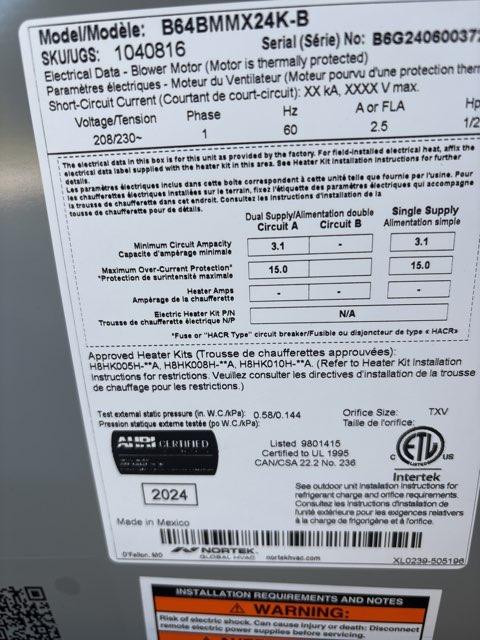 Model/Modèle: B64BMMX24K-B
SKU/UGS: 1040816 Serial (Série) No: B6G24060037
Electrical Data - Blower Motor (Motor is thermally protected)
Paramètres électriques - Moteur du Ventilateur (Moteur pourvu d'une protection ther
Short-Circuit Current (Courtant de court-circuit): XX kA, XXXX V max.
Voltage/Tension Phase Hz A or FLA Hp
208/230~ 1 60 2.5 1/2
The electrical data in this box is for this unit as provided by the factory. For field-installed electrical heat, affix the
electrical data label supplied with the heater kit in this area. See Heater Kit Installation Instructions for further
details.
Les paramètres électriques inclus dans cette boîte correspondent à cette unité telle que fournie par l'usine. Pour
les chauffettes électriques installées sur le terrain, fixez l'étiquette des paramètres électriques qui accompagne
la trousse de chaufferette dans cet endroit. Consultez les Instructions d'installation de la
tousse de chaufferette pour de détails.
Dual Supply/Alimentation double Single Supply
Circuit A Circuit B Alimentation simple
Minimum Circuit Ampacity 3.1 - 3.1
Capacité d'ampérage minimale
Maximum Over-Current Protection* 15.0 15.0
*Protection de surintensité maximale
Heater Amps - - -
Ampérage de la chaufferette
Electric Heater Kit P/N N/A
Trousse de chaufferette électrique N/P
*Fuse or "HACR Type" circuit breaker/Fusible ou disjoncteur de type « HACR»
Approved Heater Kits (Trousse de chaufferettes approuvées):
H8HK005H-**A, H8HK008H-**A, H8HK010H-**A. (Refer to Heater Kit Installation
Instructions for restrictions. Veuillez consulter les directives d'installation de la trousse
de chauffage pour les restrictions.)
Test external static pressure (in. W.C./kPa): 0.58/0.144 Orifice Size: TXV
Pression statique externe testée (po W.C./kPa): Taille de l'orifice:
AHRI CERTIFIED
Listed 9801415
Certified to UL 1995
CAN/CSA 22.2 No. 236
C ETL US
Intertek
2024
See outdoor unit Installation Instructions for
refrigerant charge and orifice requirements.
Consultez les Instructions d'installation de
l'unité extérieure pour les exigences relatives
à la charge de frigorigène et à l'orifice.
Made in Mexico
O'Fallon, MO NORTEK GLOBAL HVAC nortekhvac.com XL0239-505196
INSTALLATION REQUIREMENTS AND NOTES
WARNING
Risk of electric shock. Can cause injury or death: Disconnect
remote electric power supplies before servicing.